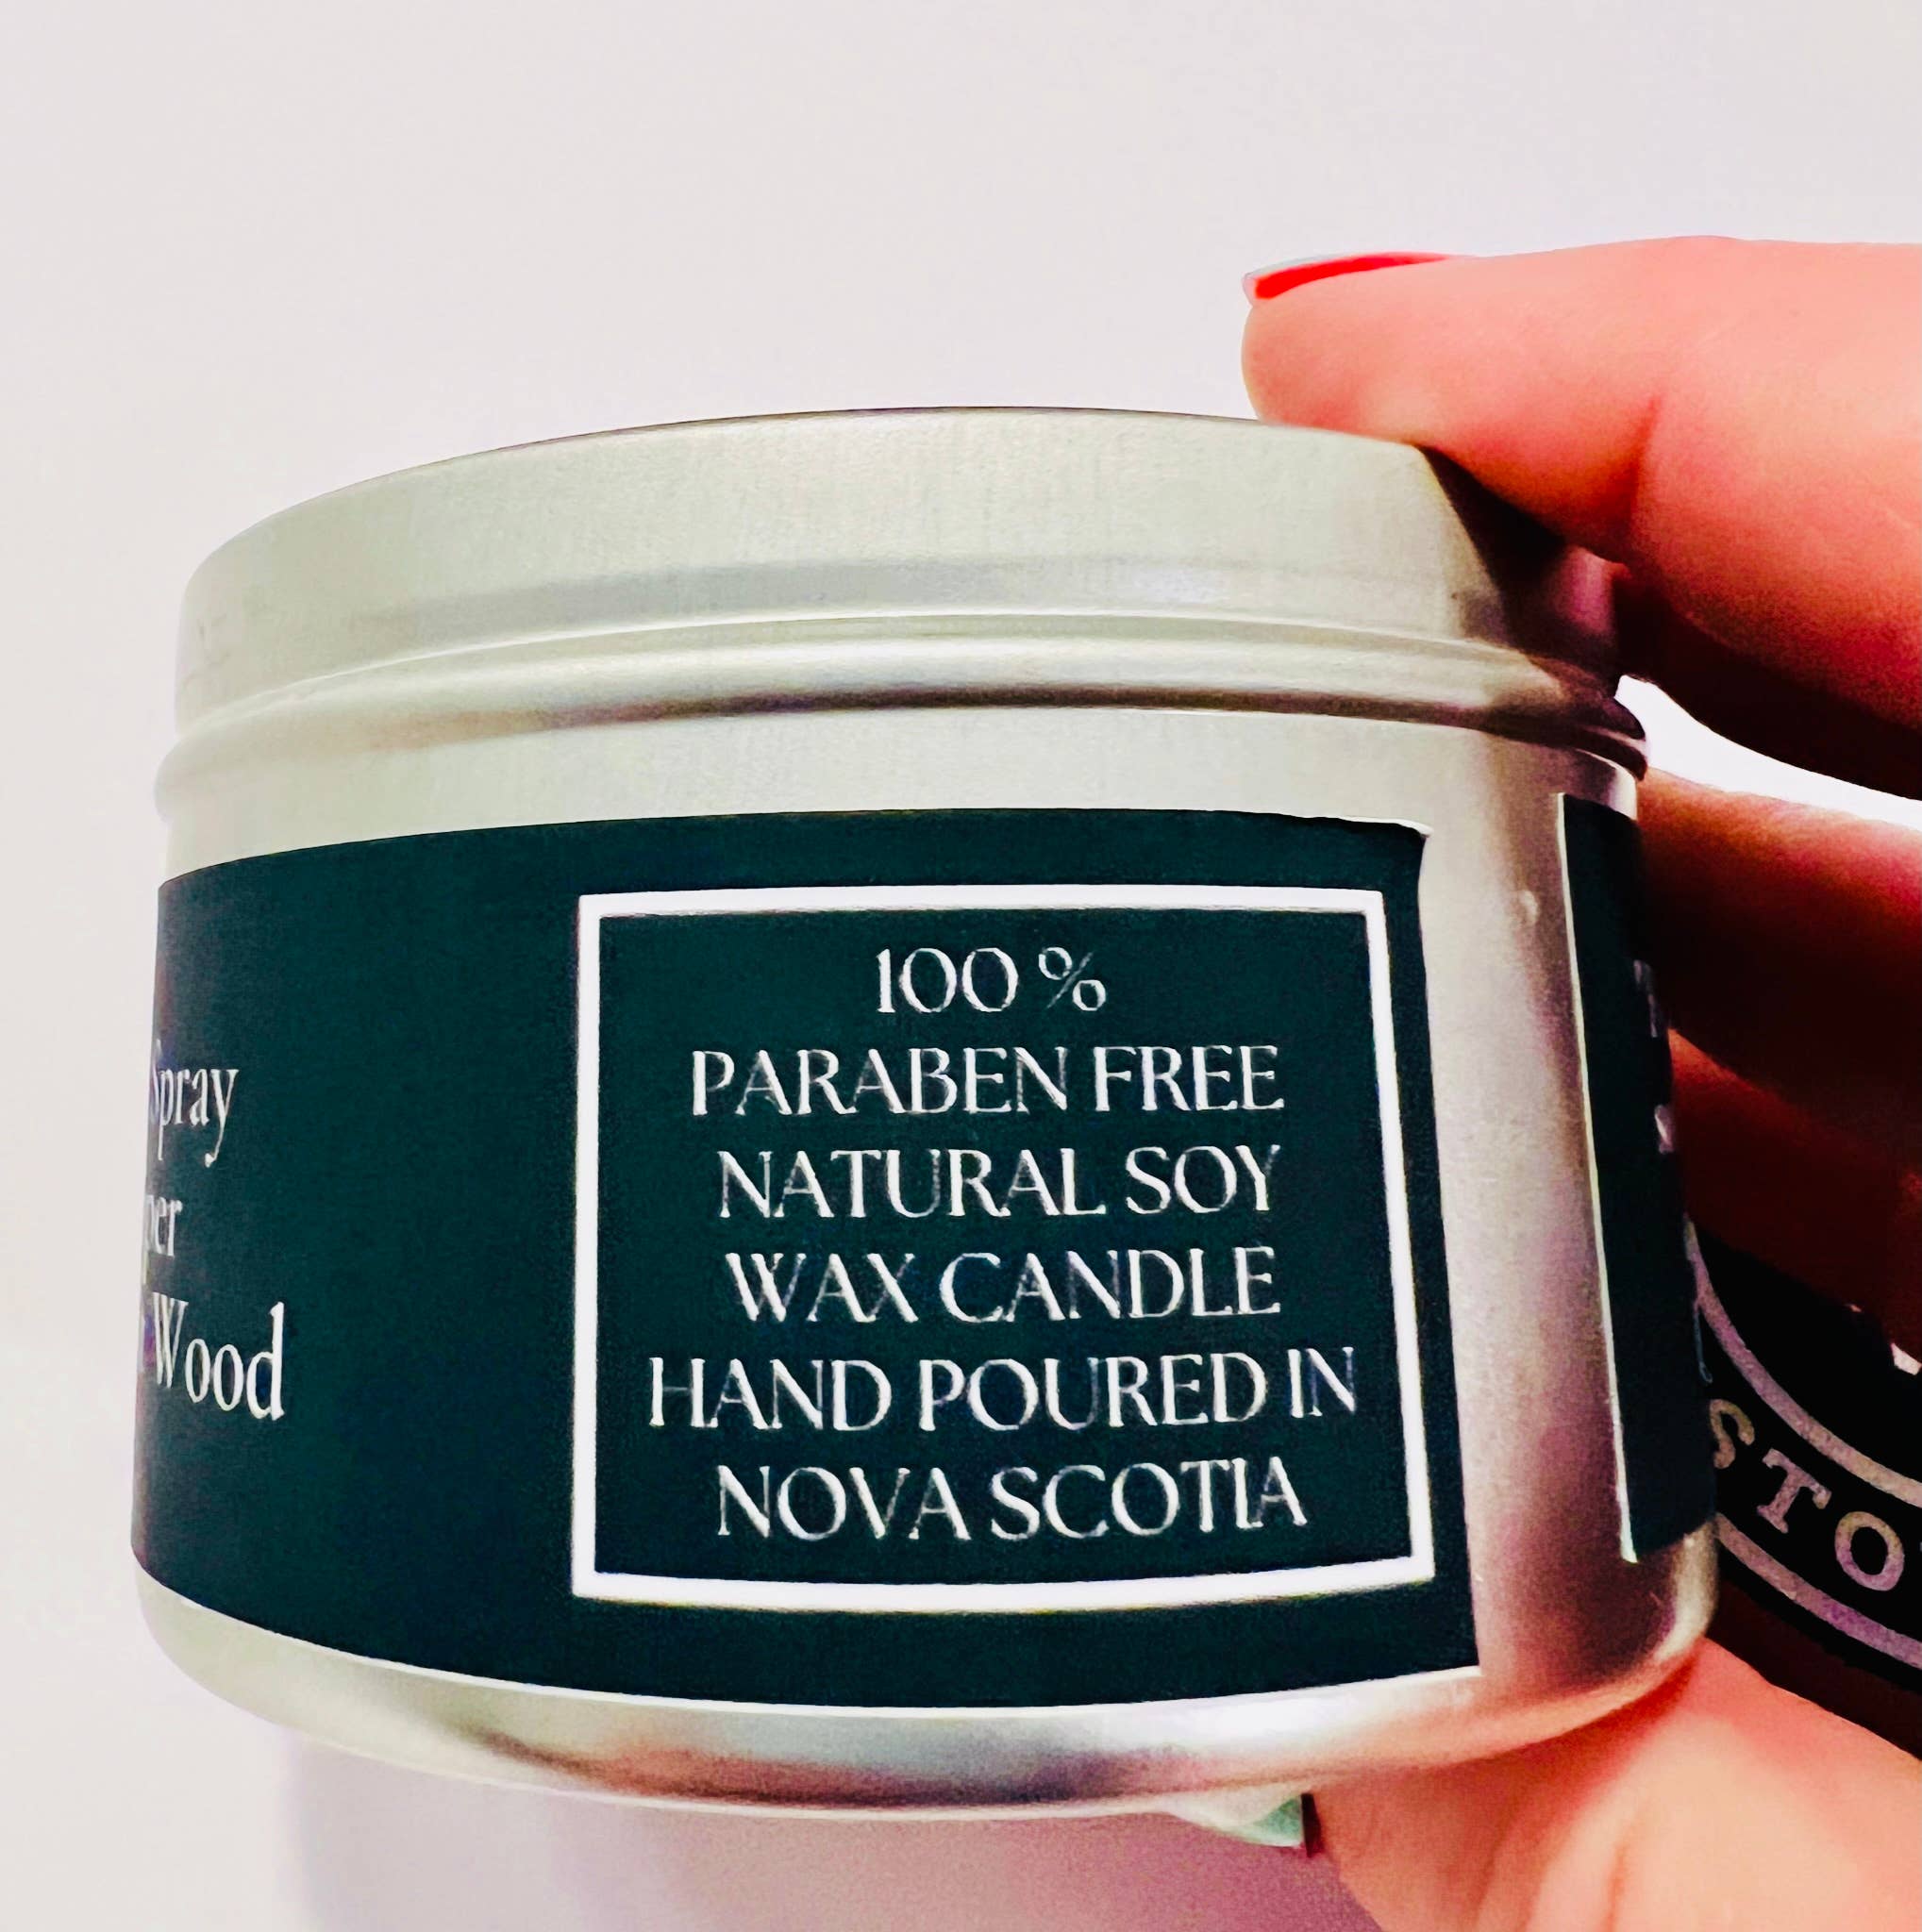 Spray
Wood
100 %
PARABEN FREE
NATURAL SOY
WAX CANDLE
HAND POURED IN
NOVA SCOTIA